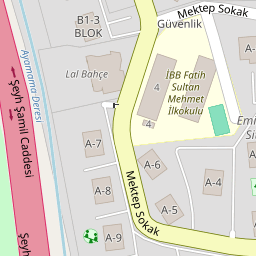 Mektep Sokak
B1-3
BLOK
Güvenlik
Ayamama Deresi
Şeyh Şamil Caddesi
Lal Bahçe
İBB Fatih
Sultan
Mehmet
İlkokulu
4
4
A-7
A-6
A-8
A-4
A-5
A-9
Mektep Sokak
Şeyh